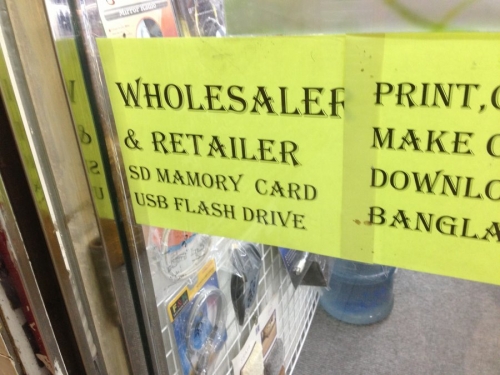 WHOLESALER
& RETAILER
SD MAMORY CARD
USB FLASH DRIVE
PRINT,
MAKE
DOWNLO
BANGLA